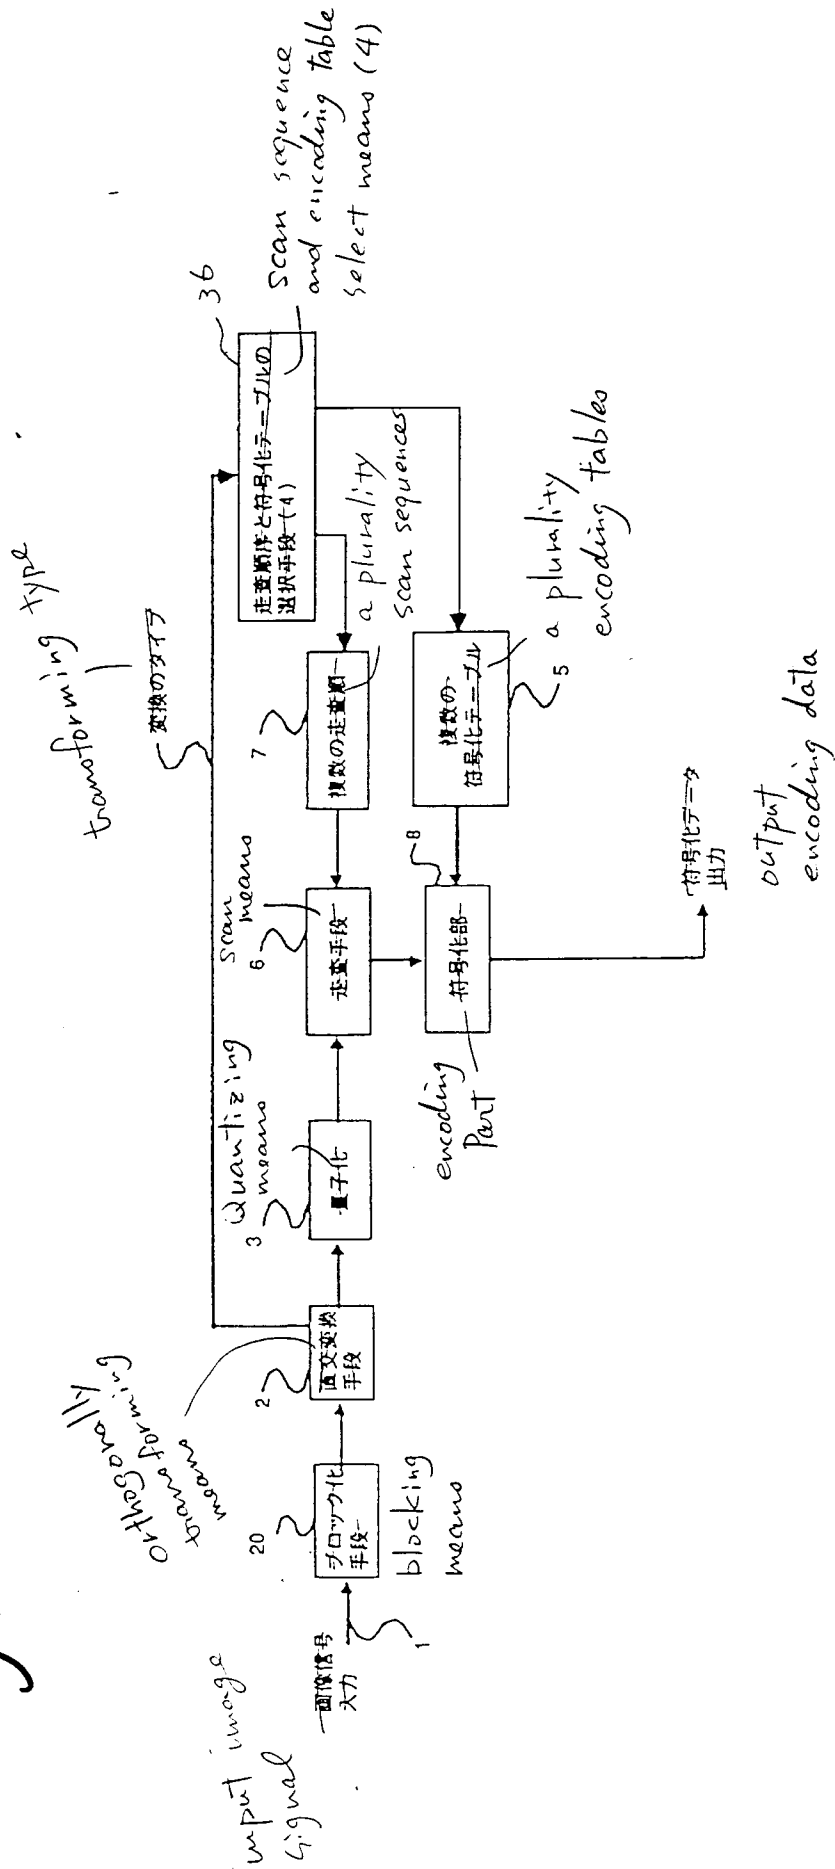 input image
signal
画像信号
入力
1
20
ブロック化
手段
blocking
means
orthogonally
transforming
means
2
直交変換
手段
Quantizing
means
3
量子化
scan
means
6
走査手段
7
複数の走査順
a plurality
scan sequences
transforming type
変換のタイプ
36
走査順序と符号化テーブルの
選択手段(4)
scan sequence
and encoding table
select means (4)
encoding
Part
8
符号化部
複数の
符号化テーブル
5
a plurality
encoding tables
符号化データ
出力
output
encoding data